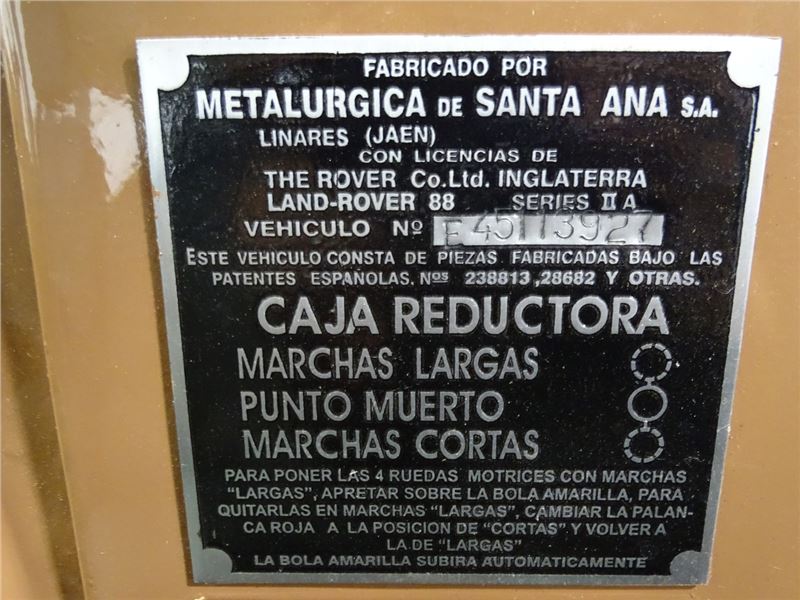 FABRICADO POR
METALURGICA DE SANTA ANA S.A.
LINARES (JAEN)
CON LICENCIAS DE
THE ROVER Co.Ltd. INGLATERRA
LAND-ROVER 88 SERIES II A
VEHICULO Nº E45113927
ESTE VEHICULO CONSTA DE PIEZAS FABRICADAS BAJO LAS
PATENTES ESPAÑOLAS. Nos 238813,28682 Y OTRAS.
CAJA REDUCTORA
MARCHAS LARGAS
PUNTO MUERTO
MARCHAS CORTAS
PARA PONER LAS 4 RUEDAS MOTRICES CON MARCHAS
"LARGAS", APRETAR SOBRE LA BOLA AMARILLA, PARA
QUITARLAS EN MARCHAS "LARGAS", CAMBIAR LA PALAN-
CA ROJA A LA POSICION DE "CORTAS" Y VOLVER A
LA DE "LARGAS"
LA BOLA AMARILLA SUBIRA AUTOMATICAMENTE